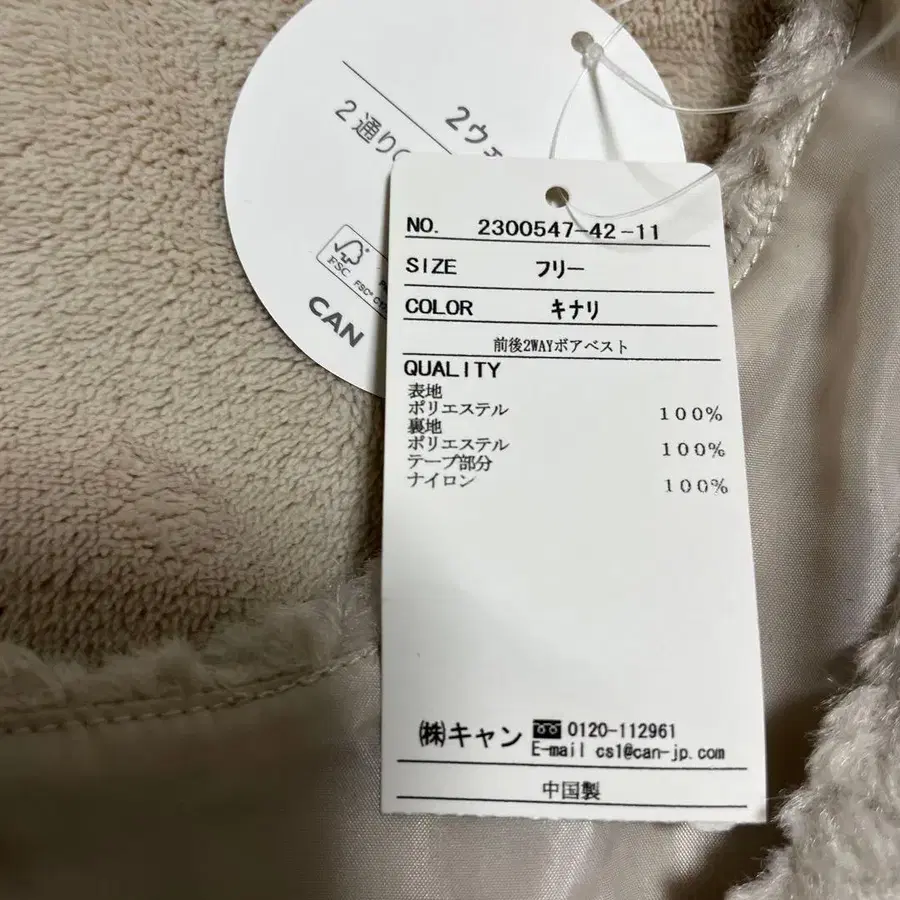 2ウェ
2通り
FSC
CAN
NO. 2300547-42-11
SIZE フリー
COLOR キナリ
前後2WAYボアベスト
QUALITY
表地
ポリエステル 100%
裏地
ポリエステル 100%
テープ部分
ナイロン 100%
㈱キャン 0120-112961
E-mail cs1@can-jp.com
中国製